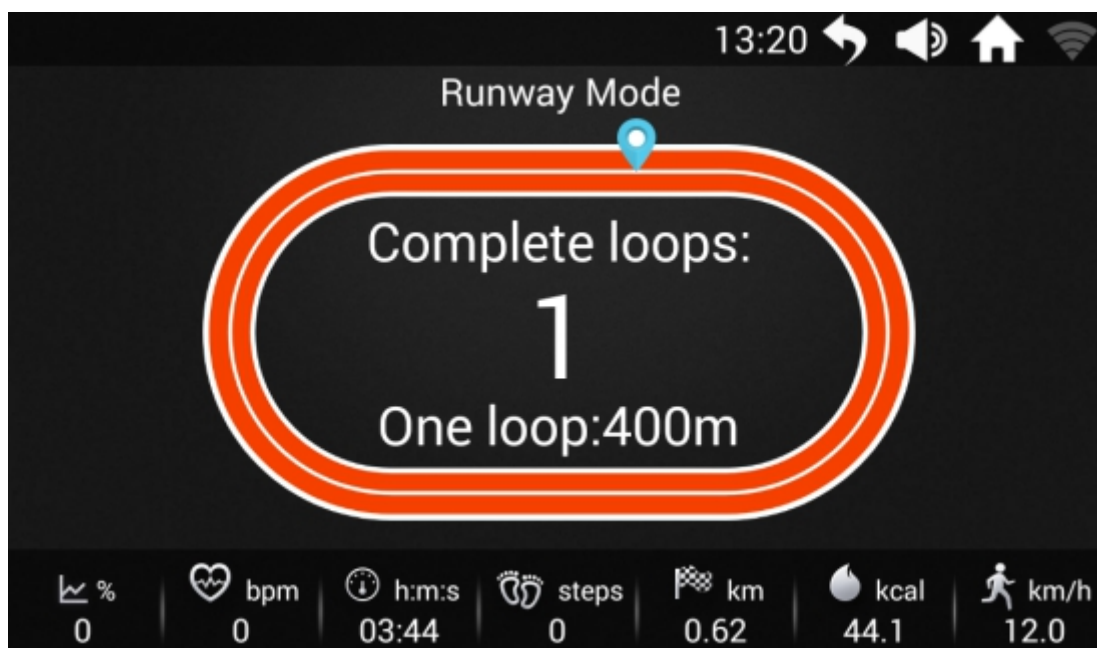 13:20
Runway Mode
Complete loops:
1
One loop:400m
% bpm h:m:s steps km kcal km/h
0 0 03:44 0 0.62 44.1 12.0